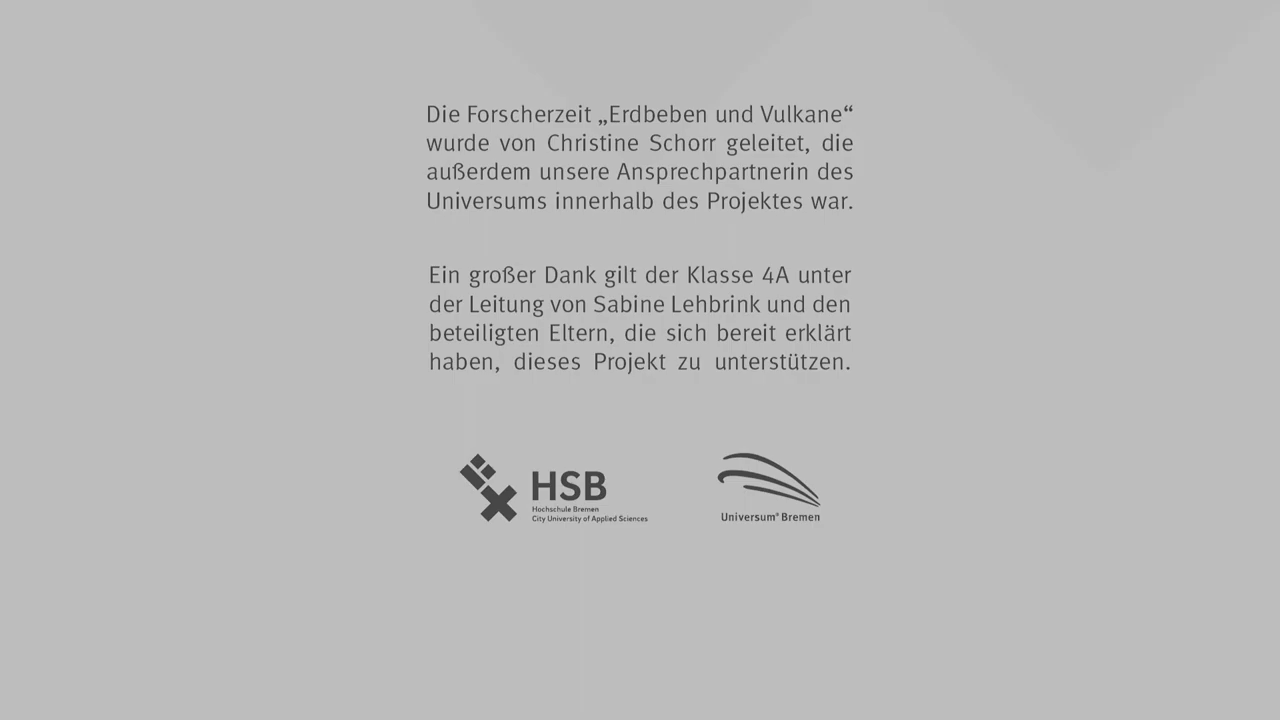 Die Forscherzeit „Erdbeben und Vulkane“
wurde von Christine Schorr geleitet, die
außerdem unsere Ansprechpartnerin des
Universums innerhalb des Projektes war.
Ein großer Dank gilt der Klasse 4A unter
der Leitung von Sabine Lehbrink und den
beteiligten Eltern, die sich bereit erklärt
haben, dieses Projekt zu unterstützen.
HSB
Hochschule Bremen
City University of Applied Sciences
Universum® Bremen